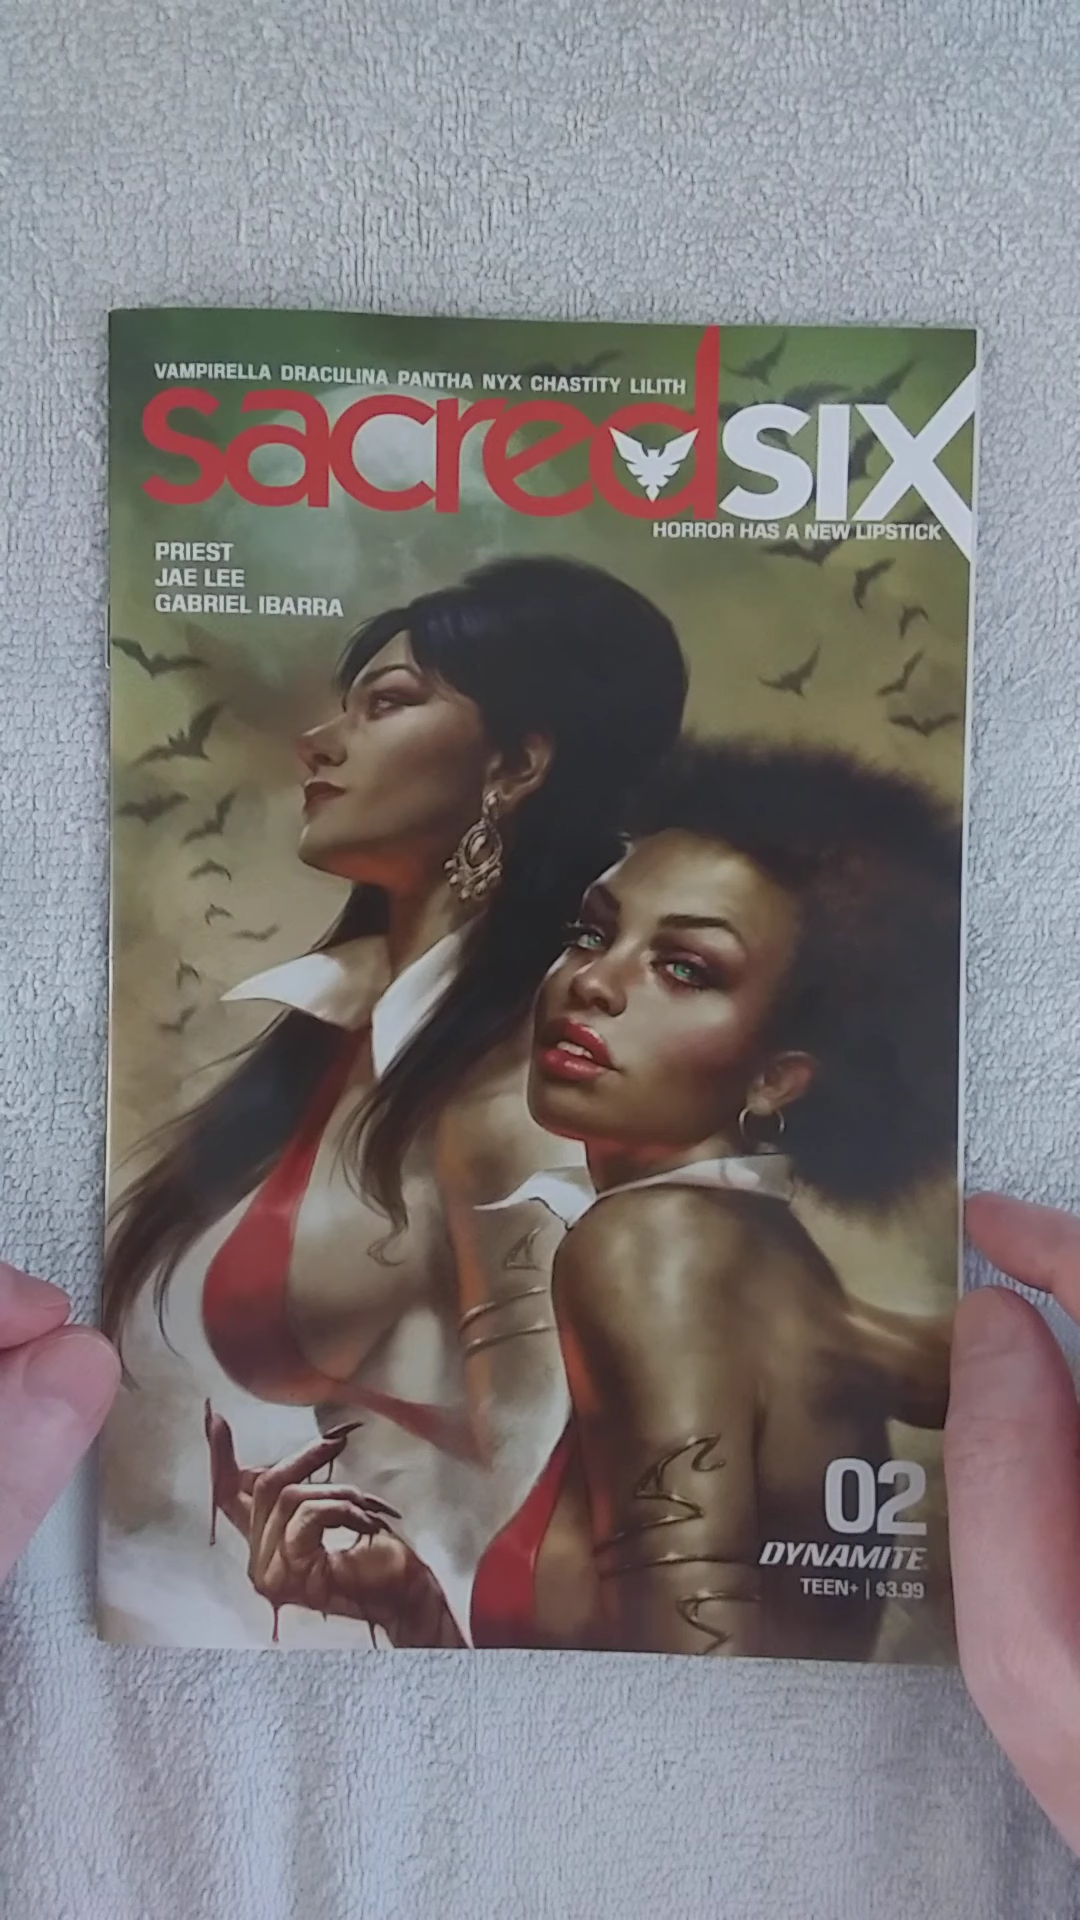 VAMPIRELLA DRACULINA PANTHA NYX CHASTITY LILITH
sacredsix
HORROR HAS A NEW LIPSTICK
PRIEST
JAE LEE
GABRIEL IBARRA
02
DYNAMITE
TEEN+ | $3.99